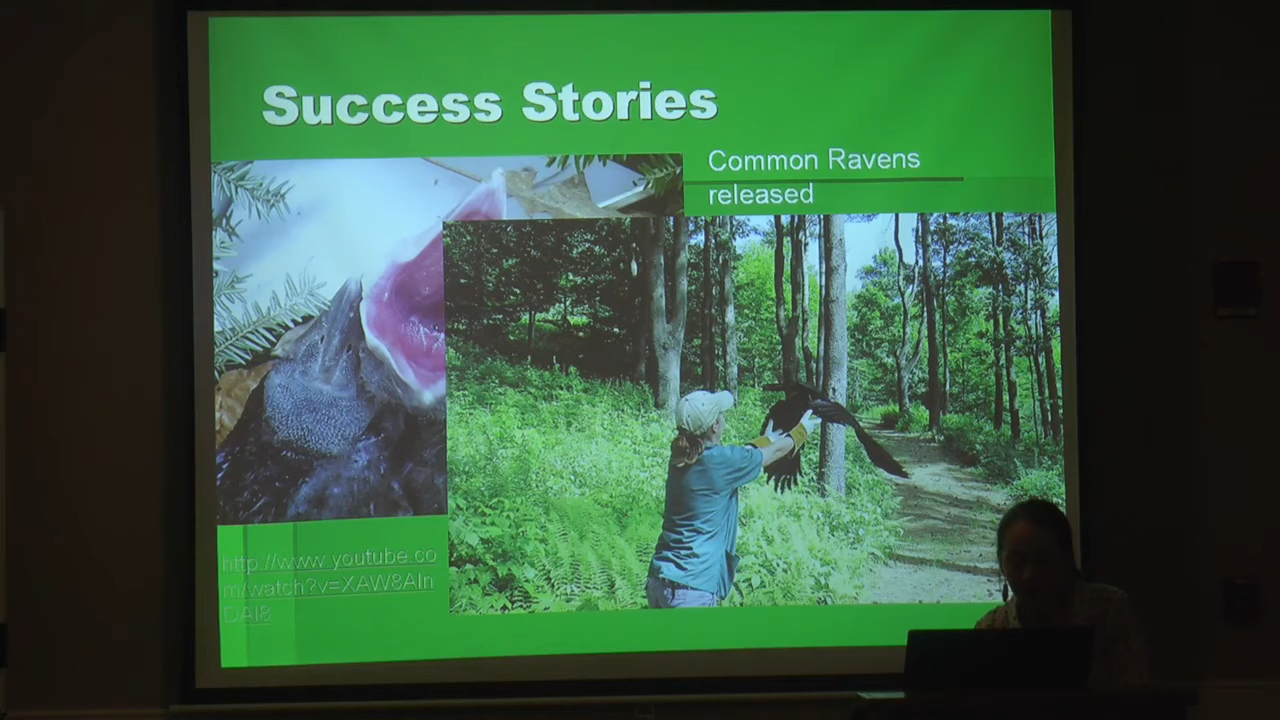 Success Stories
Common Ravens
released
http://www.youtube.co
m/watch?v=XAW8AIn
DAI8